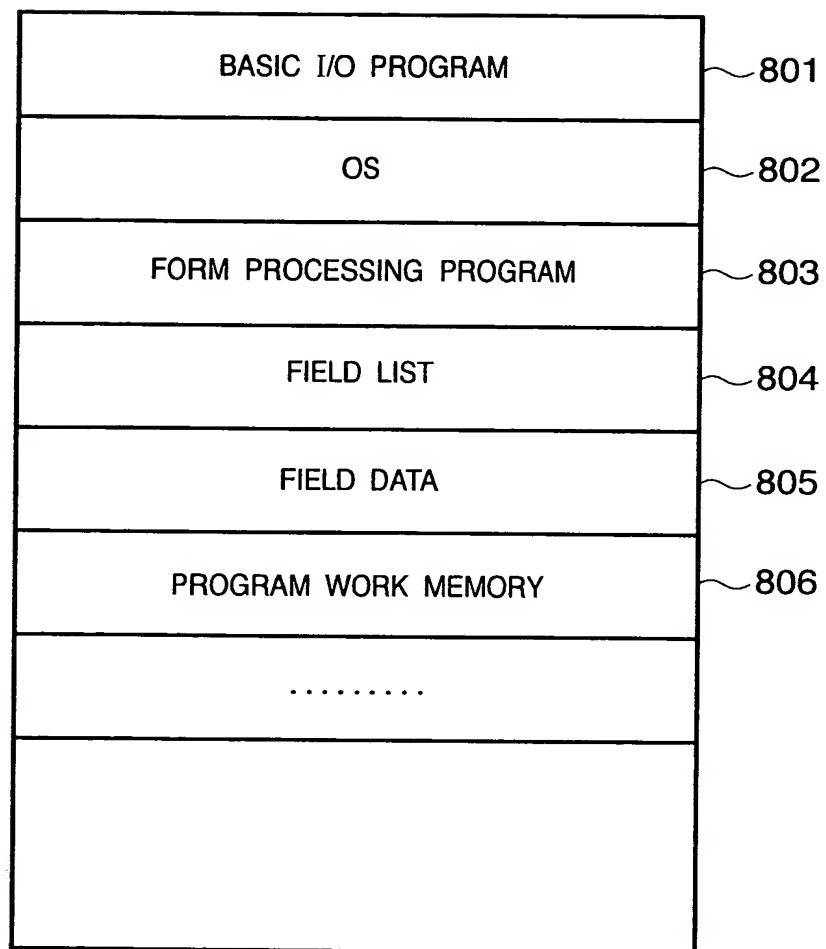 BASIC I/O PROGRAM 801
OS 802
FORM PROCESSING PROGRAM 803
FIELD LIST 804
FIELD DATA 805
PROGRAM WORK MEMORY 806
.........